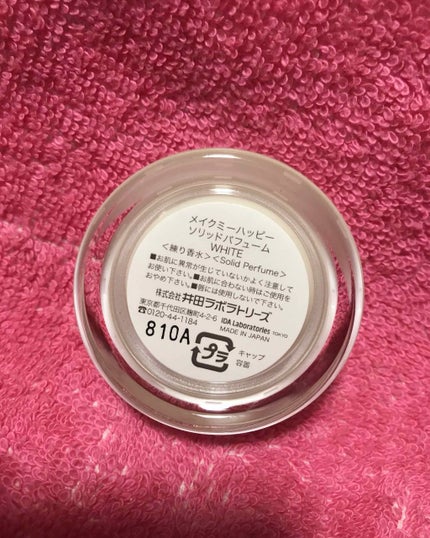 メイクミーハッピー
ソリッドパフューム
WHITE
<練り香水><Solid Perfume>
■お肌に異常が生じていないかよく注意して
お使い下さい。■お肌に合わない時はご使用を
おやめ下さい。■唇には使用しないで下さい。
株式会社 井田ラボラトリーズ
東京都千代田区麹町4-2-6 IDA Laboratories TOKYO
☎0120-44-1184 MADE IN JAPAN
810A プラ キャップ
容器